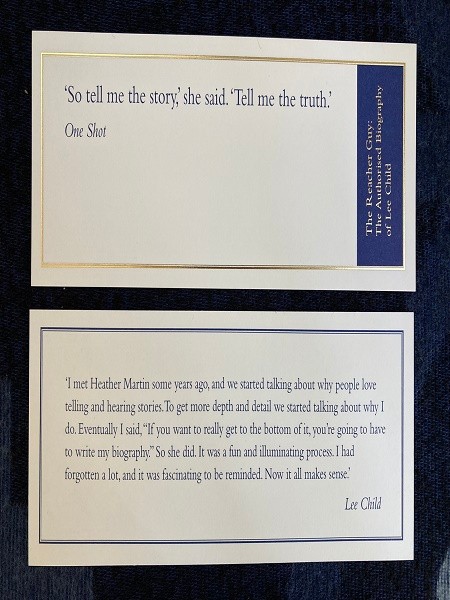 ‘So tell me the story,’ she said. ‘Tell me the truth.’
One Shot
The Reacher Guy:
The Authorised Biography
of Lee Child
‘I met Heather Martin some years ago, and we started talking about why people love
telling and hearing stories. To get more depth and detail we started talking about why I
do. Eventually I said, “If you want to really get to the bottom of it, you’re going to have
to write my biography.” So she did. It was a fun and illuminating process. I had
forgotten a lot, and it was fascinating to be reminded. Now it all makes sense.’
Lee Child